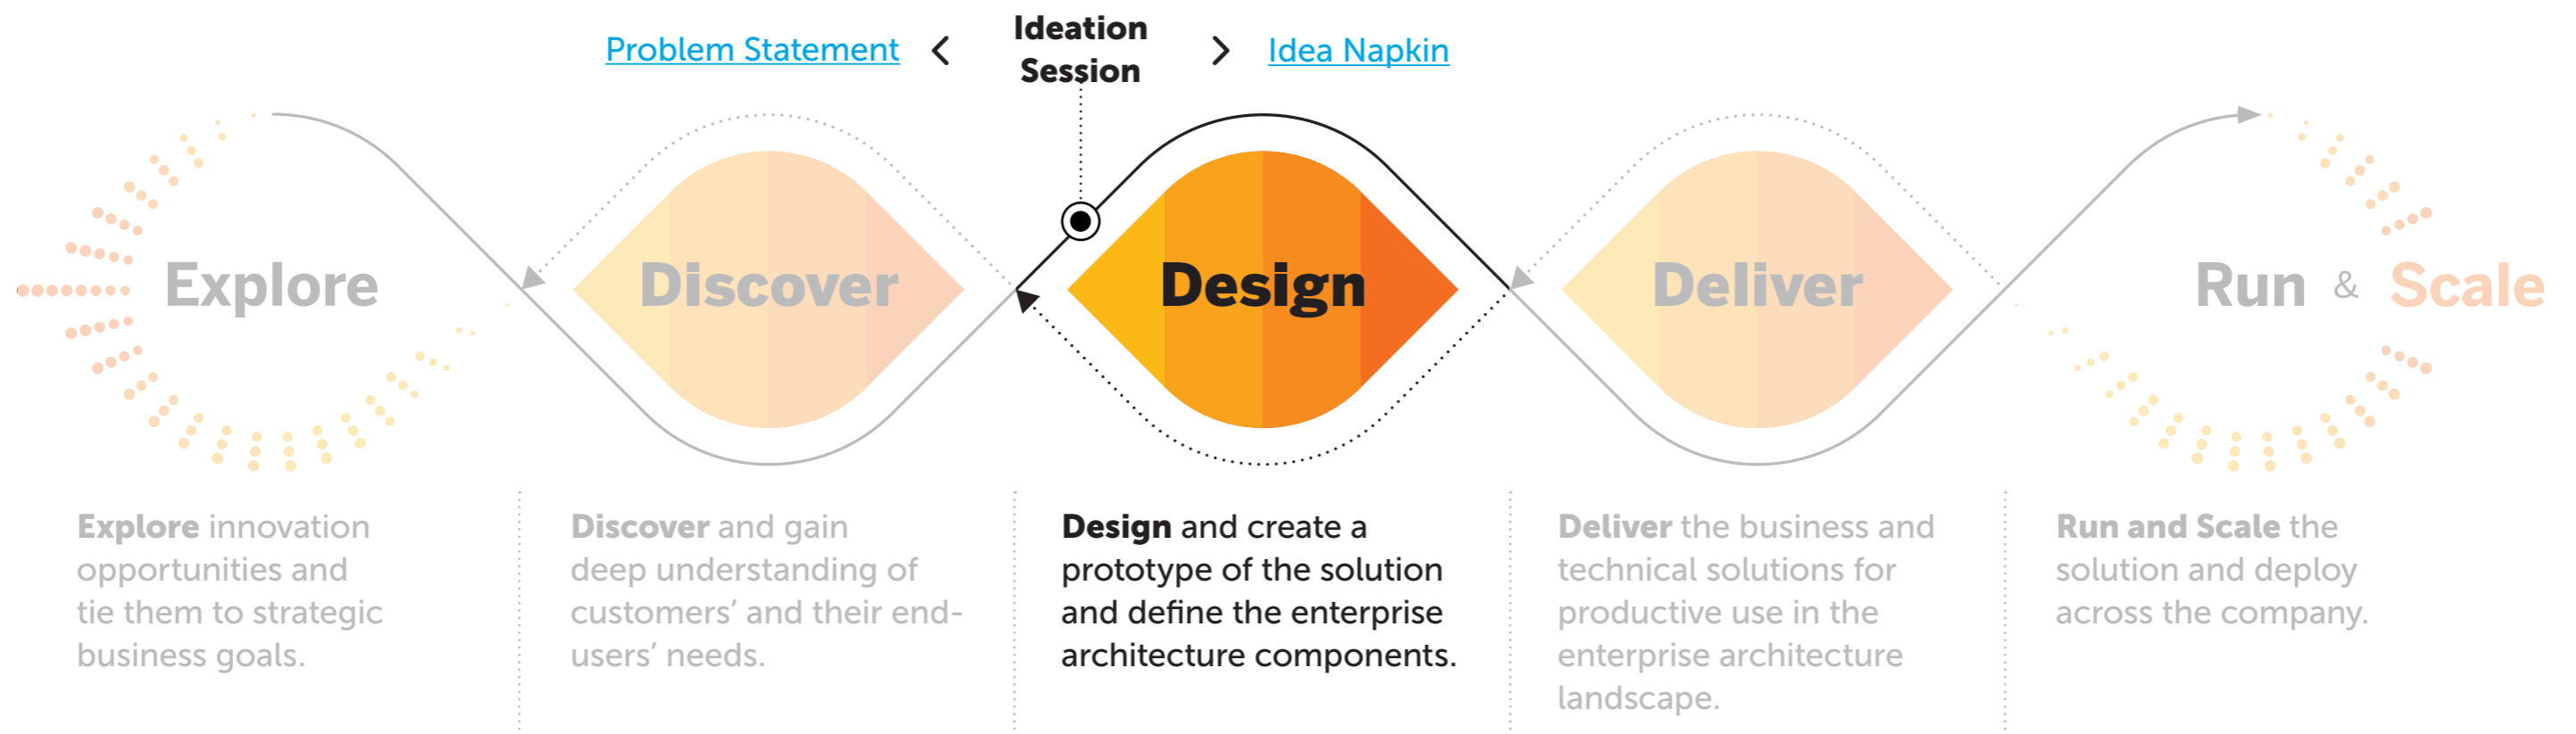 Problem Statement
Ideation
Session
Idea Napkin
Explore
Discover
Design
Deliver
Run & Scale
Explore innovation
opportunities and
tie them to strategic
business goals.
Discover and gain
deep understanding of
customers’ and their end-
users’ needs.
Design and create a
prototype of the solution
and define the enterprise
architecture components.
Deliver the business and
technical solutions for
productive use in the
enterprise architecture
landscape.
Run and Scale the
solution and deploy
across the company.